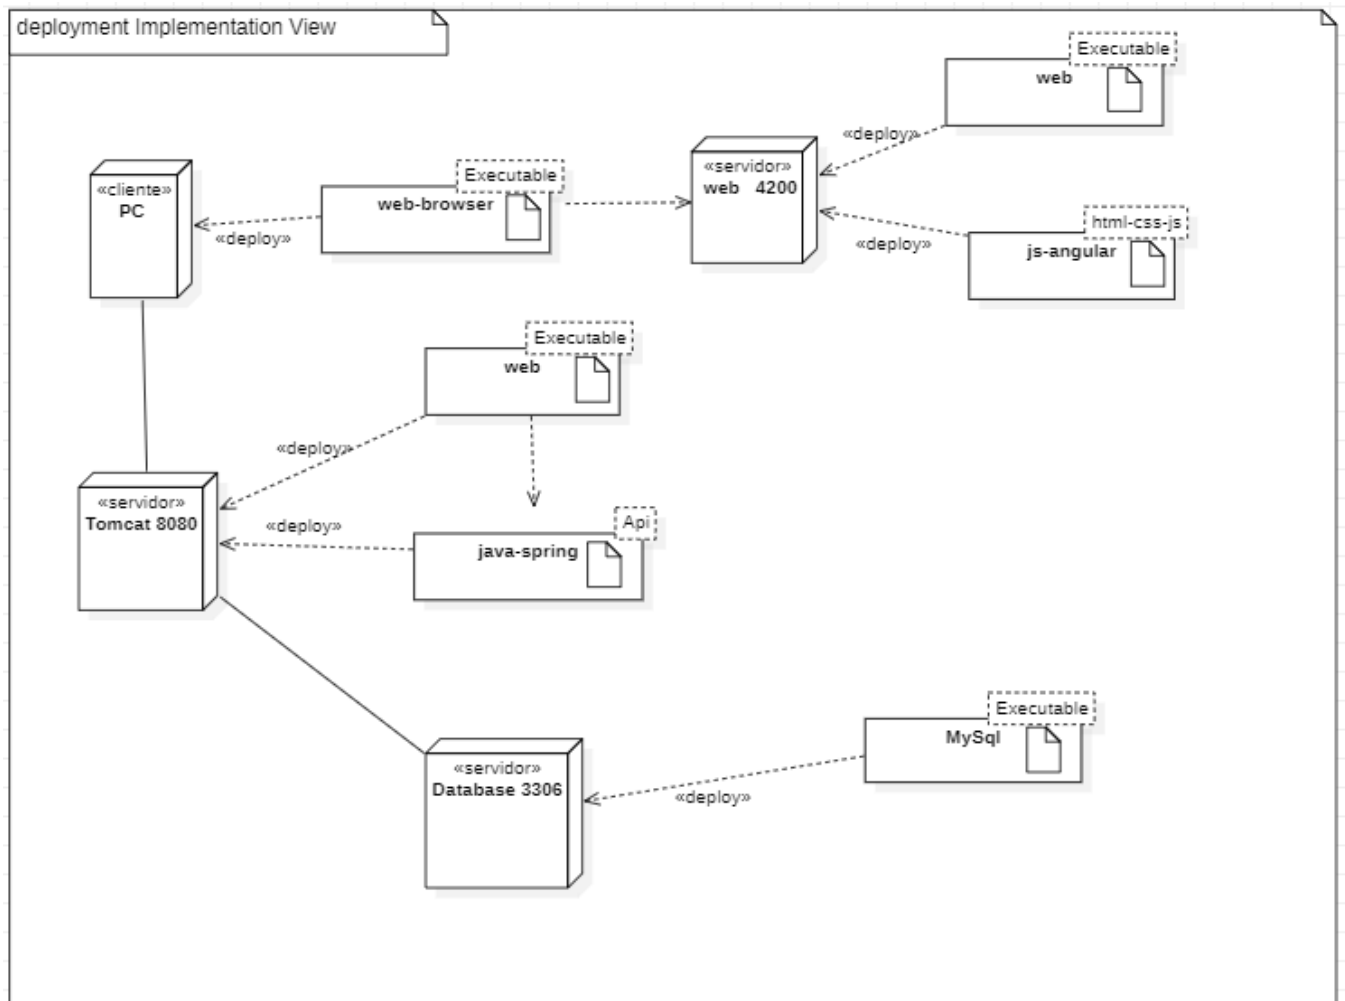 deployment Implementation View
Executable
web
«deploy»
«servidor»
web 4200
«cliente»
PC
Executable
web-browser
«deploy»
html-css-js
js-angular
«deploy»
Executable
web
«deploy»
«servidor»
Tomcat 8080
«deploy»
Api
java-spring
Executable
MySql
«servidor»
Database 3306
«deploy»